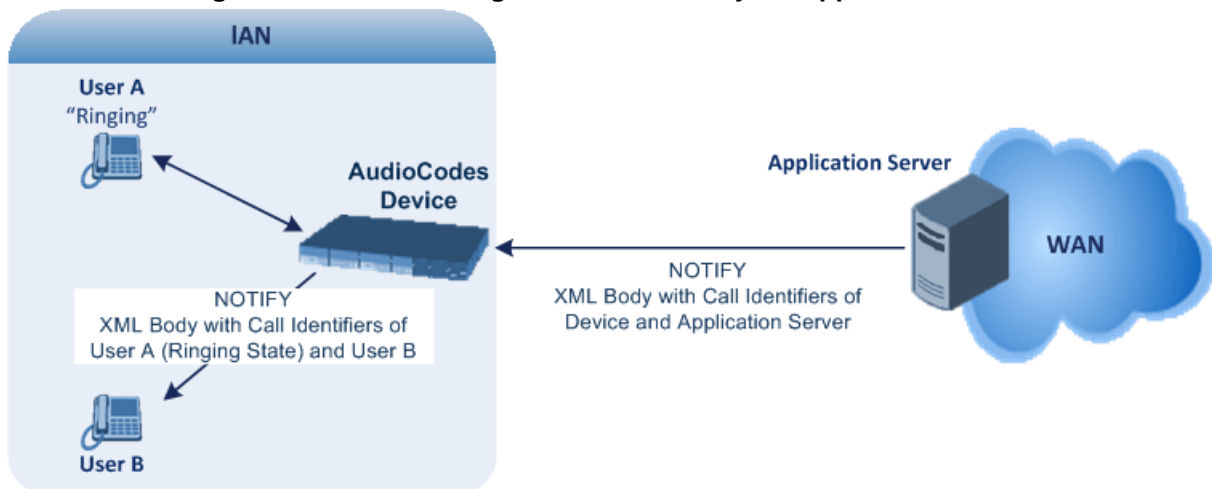 lAN
User A
“Ringing”
AudioCodes
Device
Application Server
WAN
NOTIFY
XML Body with Call Identifiers of
Device and Application Server
NOTIFY
XML Body with Call Identifiers of
User A (Ringing State) and User B
User B